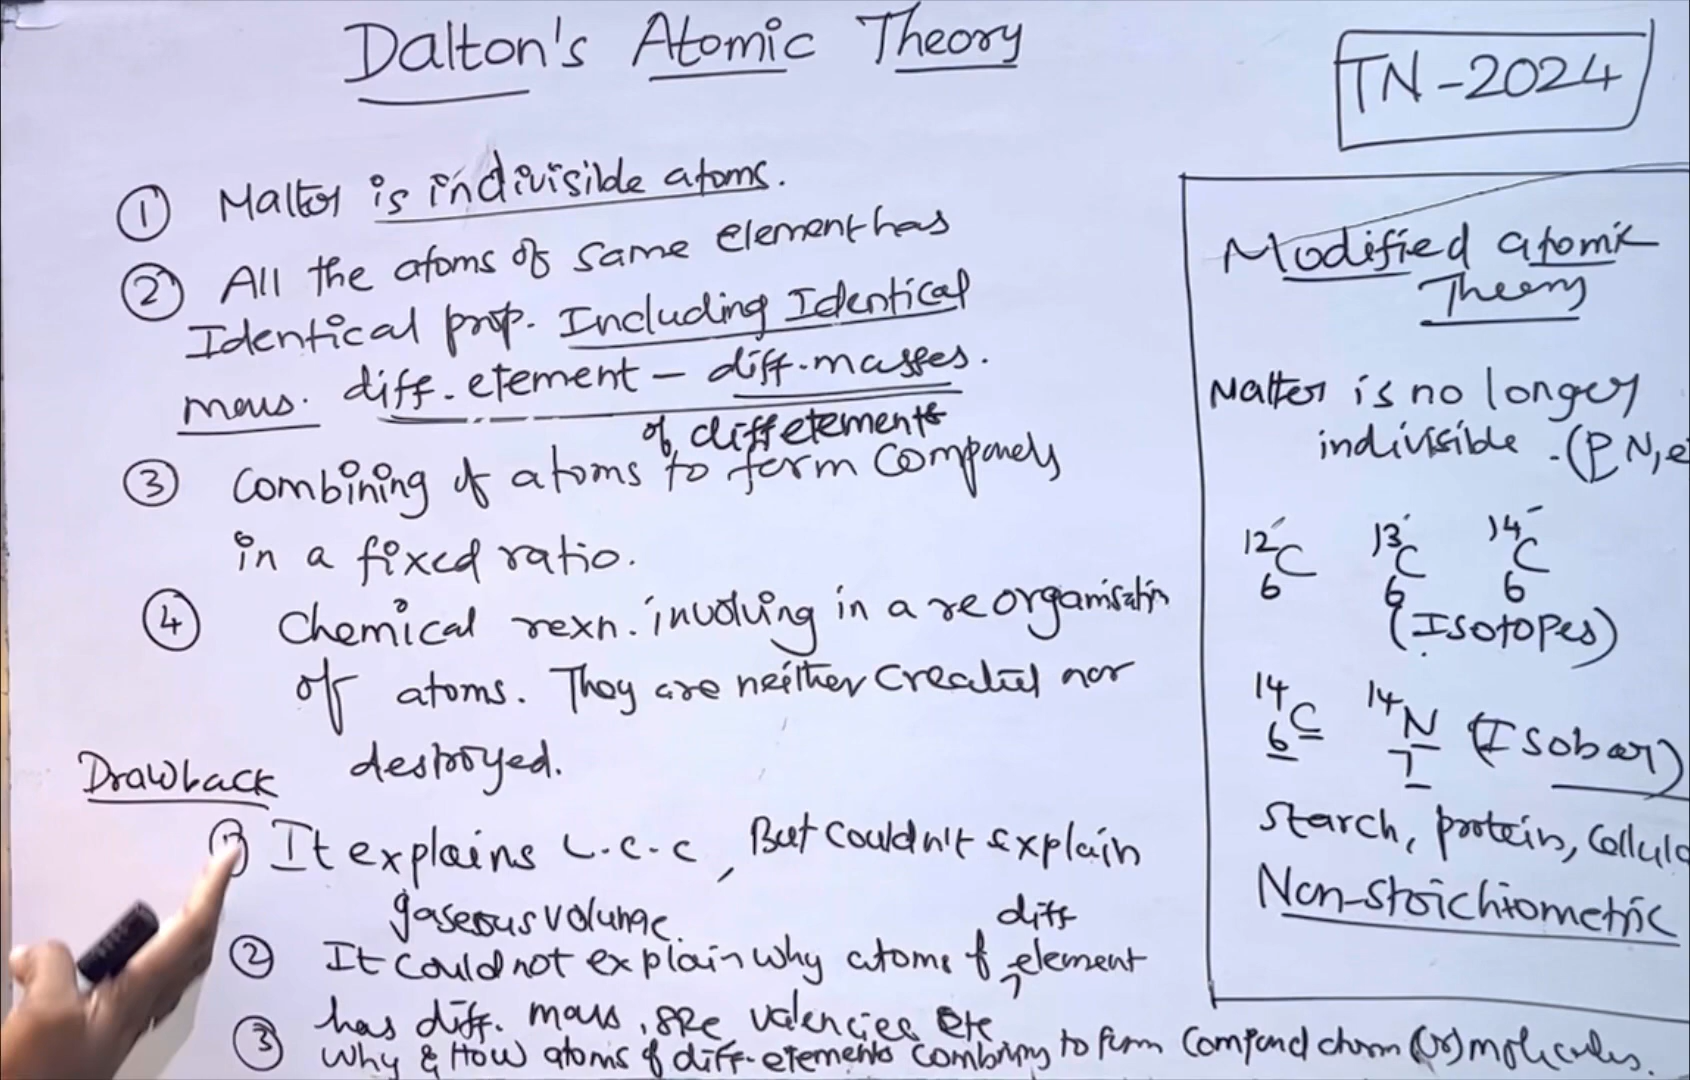 Dalton's Atomic Theory
TN-2024
① Matter is indivisible atoms.
② All the atoms of same element has
Identical prop. Including Identical
mass. diff. element - diff. masses.
of diff elements
③ Combining of atoms to form Compounds
in a fixed ratio.
④ Chemical rexn. involving in a reorganisation
of atoms. They are neither created nor
destroyed.
Drawback
① It explains L.C.C, But couldn't explain
gaseous volume.
diff
② It could not explain why atoms of element
has diff. mass, size valencies etc
③ Why & How atoms of diff. elements combining to form Compound (or) molecules.
Modified atomic
Theory
Matter is no longer
indivisible. (P N, e
12 C 6 13 C 6 14 C 6
(Isotopes)
14 C 6 14 N 7 (Isobar)
Starch, protein, Cellulo
Non-stoichiometric